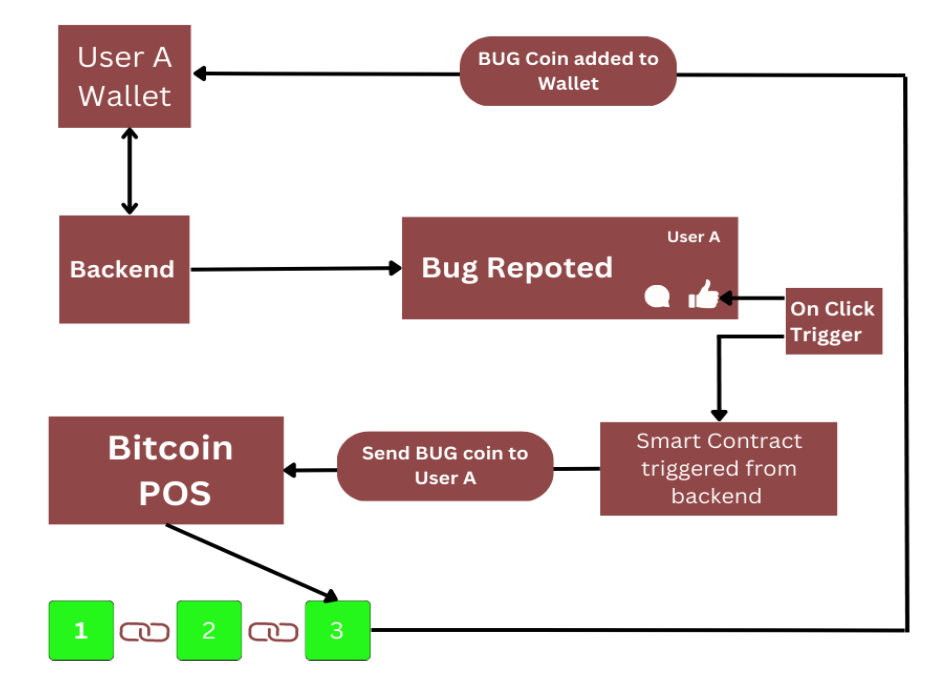 User A
Wallet
BUG Coin added to
Wallet
Backend
User A
Bug Repoted
On Click
Trigger
Bitcoin
POS
Send BUG coin to
User A
Smart Contract
triggered from
backend
1
2
3